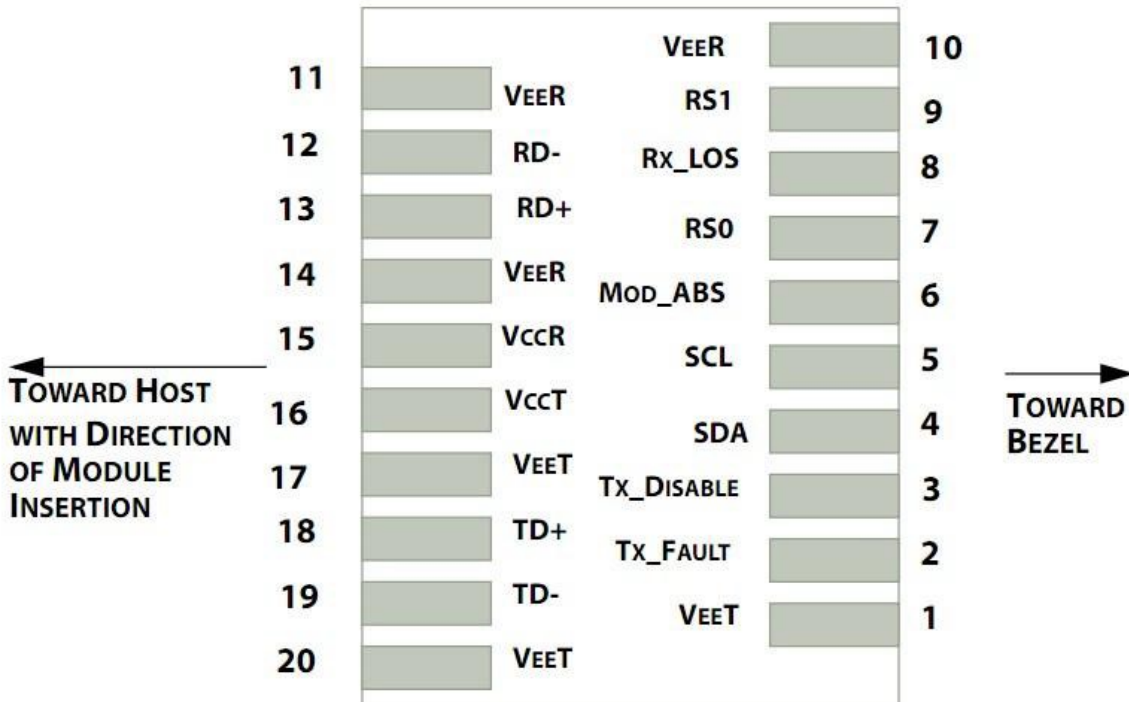 11 VEER
12 RD-
13 RD+
14 VEER
15 VCCR
16 VCCT
17 VEET
18 TD+
19 TD-
20 VEET
VEER 10
RS1 9
RX_LOS 8
RS0 7
MOD_ABS 6
SCL 5
SDA 4
TX_DISABLE 3
TX_FAULT 2
VEET 1
TOWARD HOST
WITH DIRECTION
OF MODULE
INSERTION
TOWARD
BEZEL